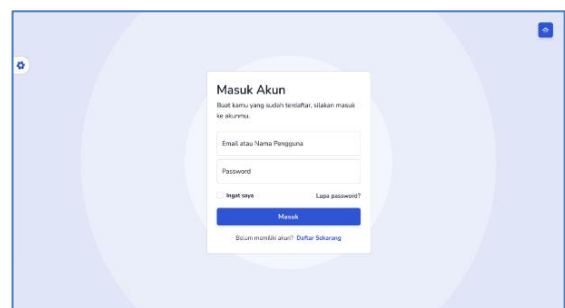 Masuk Akun
Buat kamu yang sudah terdaftar, silakan masuk
ke akunmu.
Email atau Nama Pengguna
Password
Ingat saya
Lupa password?
Masuk
Belum memiliki akun? Daftar Sekarang